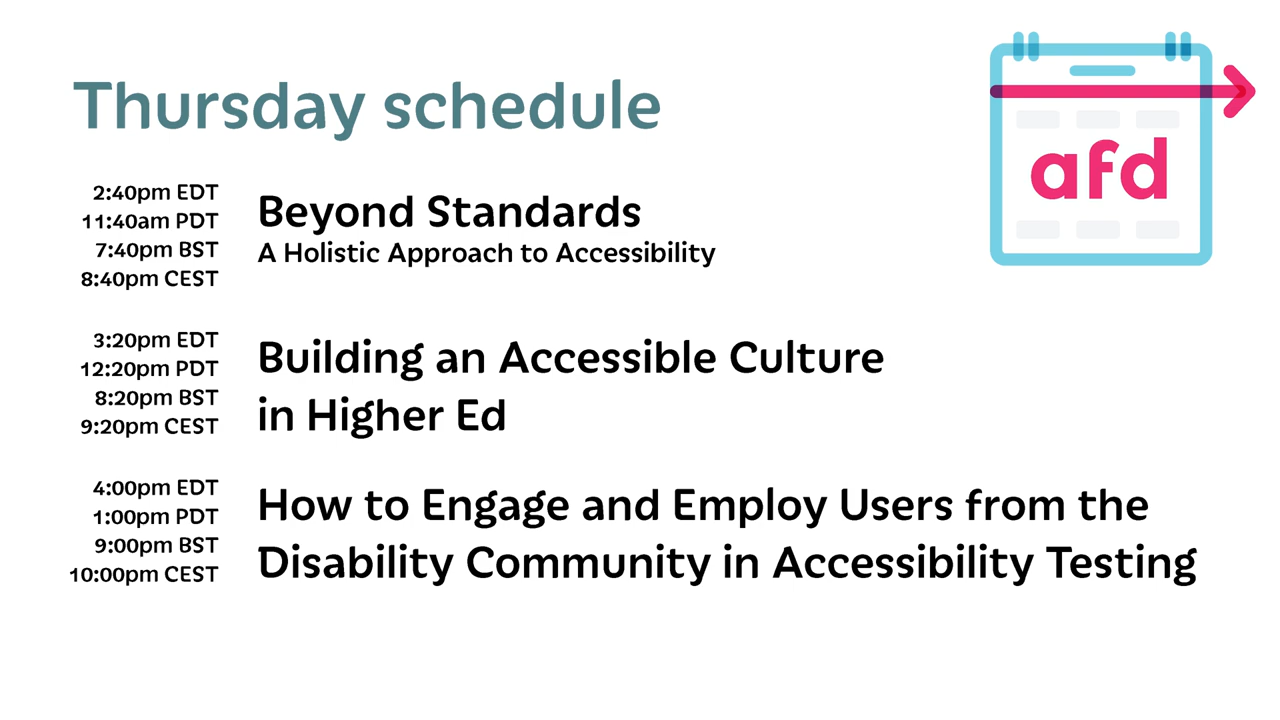 Thursday schedule
afd
2:40pm EDT
11:40am PDT
7:40pm BST
8:40pm CEST
Beyond Standards
A Holistic Approach to Accessibility
3:20pm EDT
12:20pm PDT
8:20pm BST
9:20pm CEST
Building an Accessible Culture
in Higher Ed
4:00pm EDT
1:00pm PDT
9:00pm BST
10:00pm CEST
How to Engage and Employ Users from the
Disability Community in Accessibility Testing